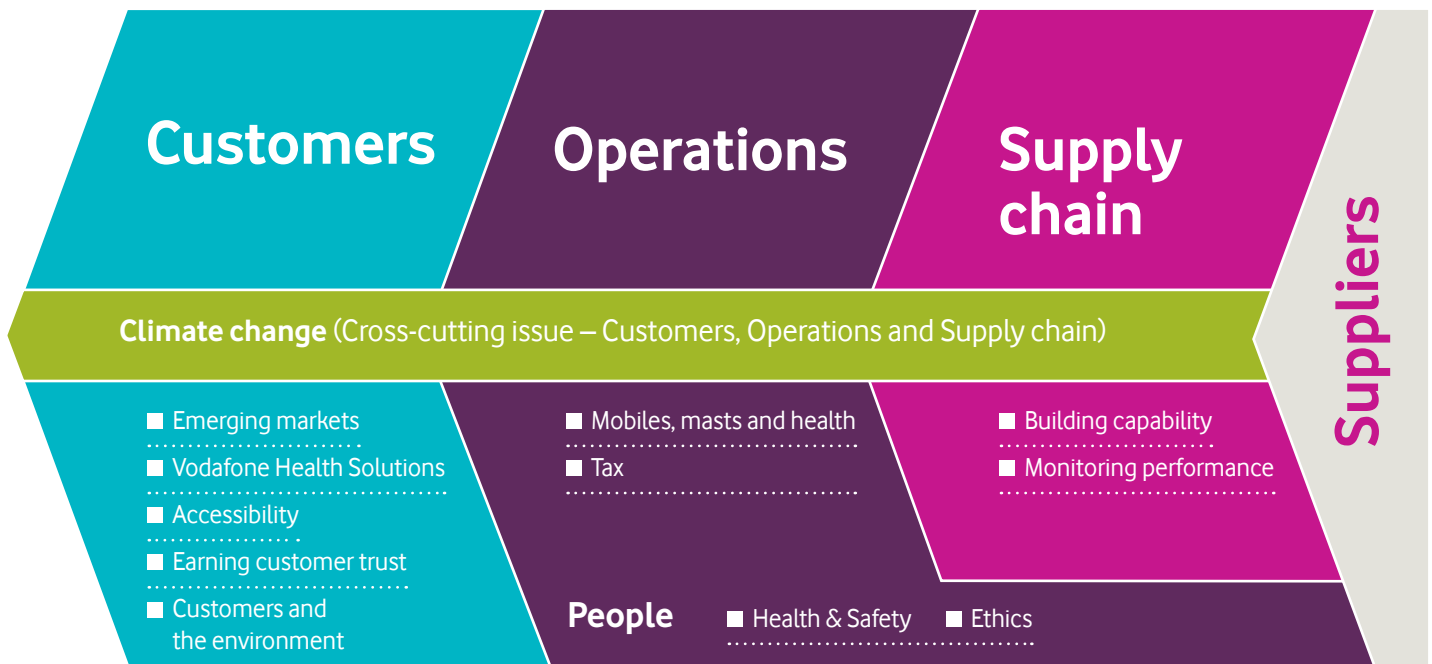 Customers
Operations
Supply
chain
Suppliers
Climate change (Cross-cutting issue – Customers, Operations and Supply chain)
Emerging markets
Vodafone Health Solutions
Accessibility
Earning customer trust
Customers and
the environment
Mobiles, masts and health
Tax
Building capability
Monitoring performance
People
Health & Safety
Ethics